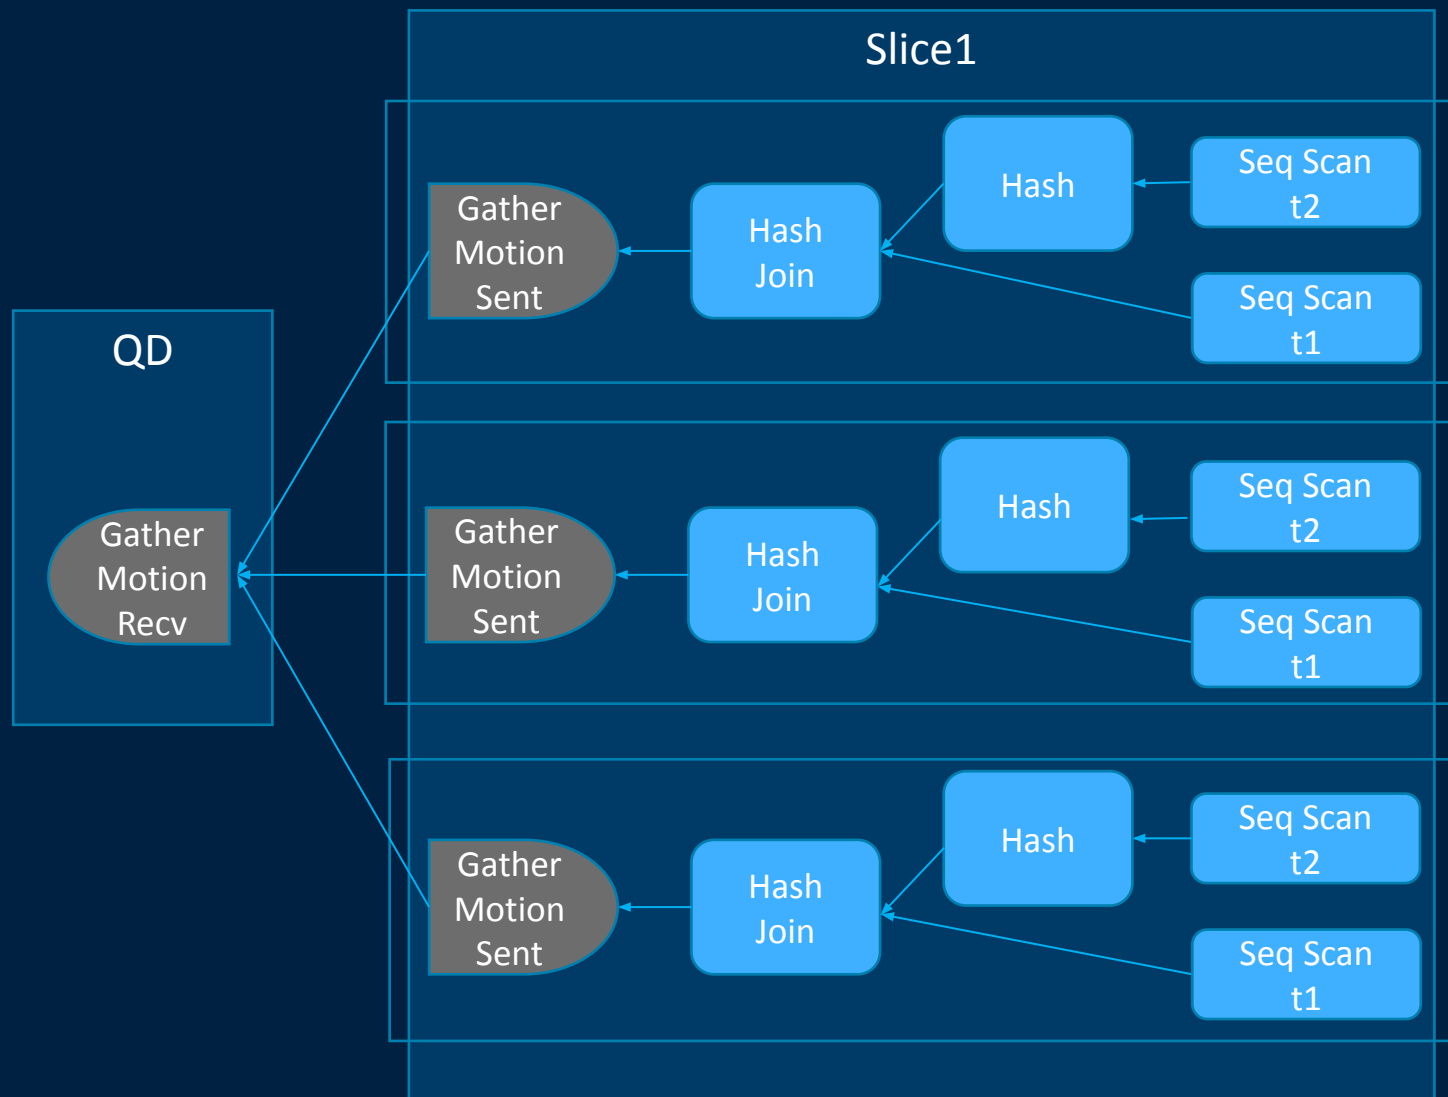 Slice1
Hash
Seq Scan
t2
Gather
Motion
Sent
Hash
Join
Seq Scan
t1
QD
Gather
Motion
Recv
Hash
Seq Scan
t2
Gather
Motion
Sent
Hash
Join
Seq Scan
t1
Hash
Seq Scan
t2
Gather
Motion
Sent
Hash
Join
Seq Scan
t1